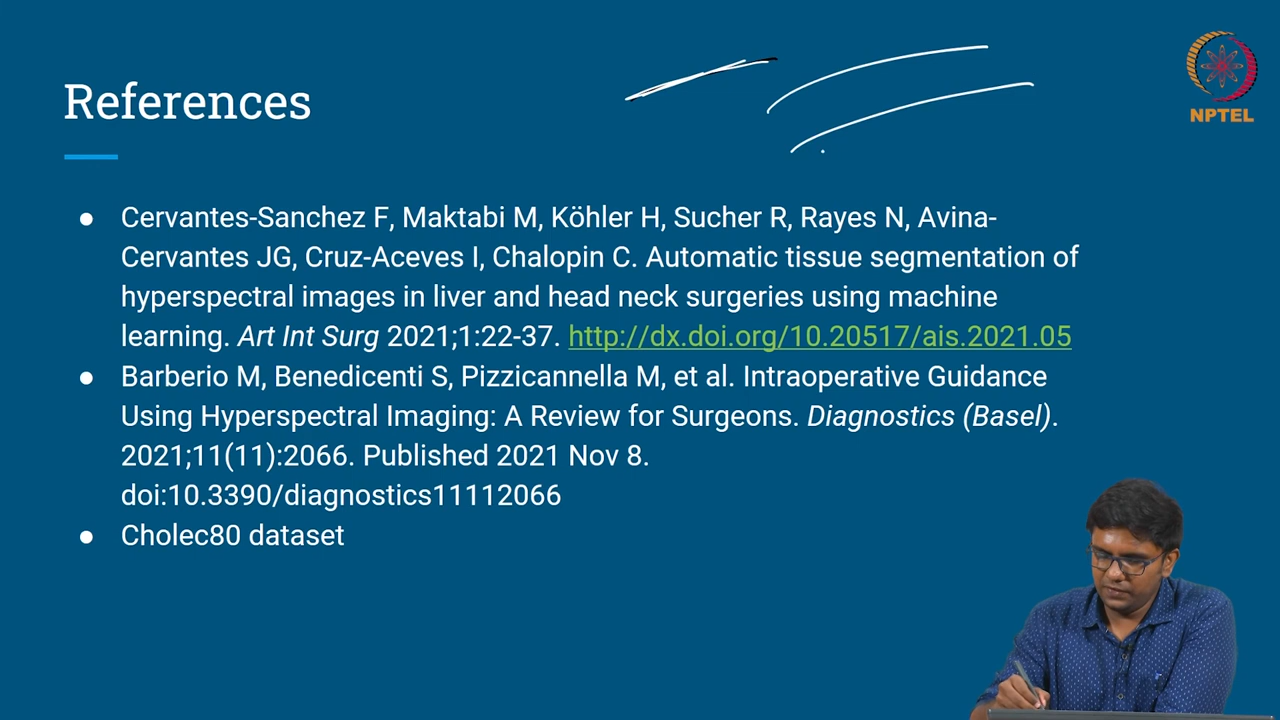 References
NPTEL
Cervantes-Sanchez F, Maktabi M, Köhler H, Sucher R, Rayes N, Avina-
Cervantes JG, Cruz-Aceves I, Chalopin C. Automatic tissue segmentation of
hyperspectral images in liver and head neck surgeries using machine
learning. Art Int Surg 2021;1:22-37. http://dx.doi.org/10.20517/ais.2021.05
Barberio M, Benedicenti S, Pizzicannella M, et al. Intraoperative Guidance
Using Hyperspectral Imaging: A Review for Surgeons. Diagnostics (Basel).
2021;11(11):2066. Published 2021 Nov 8.
doi:10.3390/diagnostics11112066
Cholec80 dataset